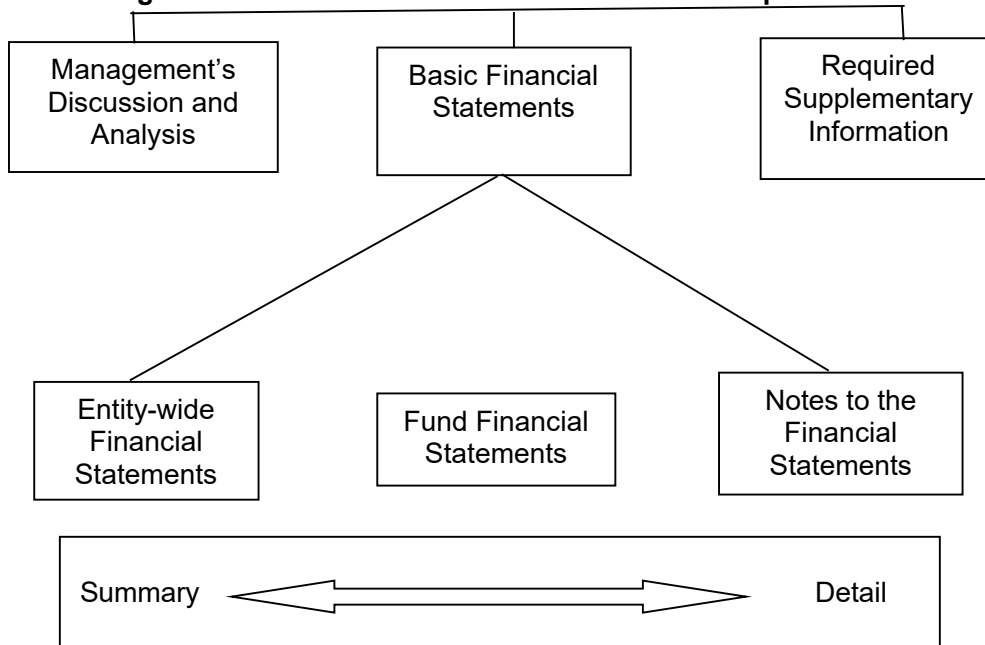 Management's
Discussion and
Analysis
Basic Financial
Statements
Required
Supplementary
Information
Entity-wide
Financial
Statements
Fund Financial
Statements
Notes to the
Financial
Statements
Summary
Detail